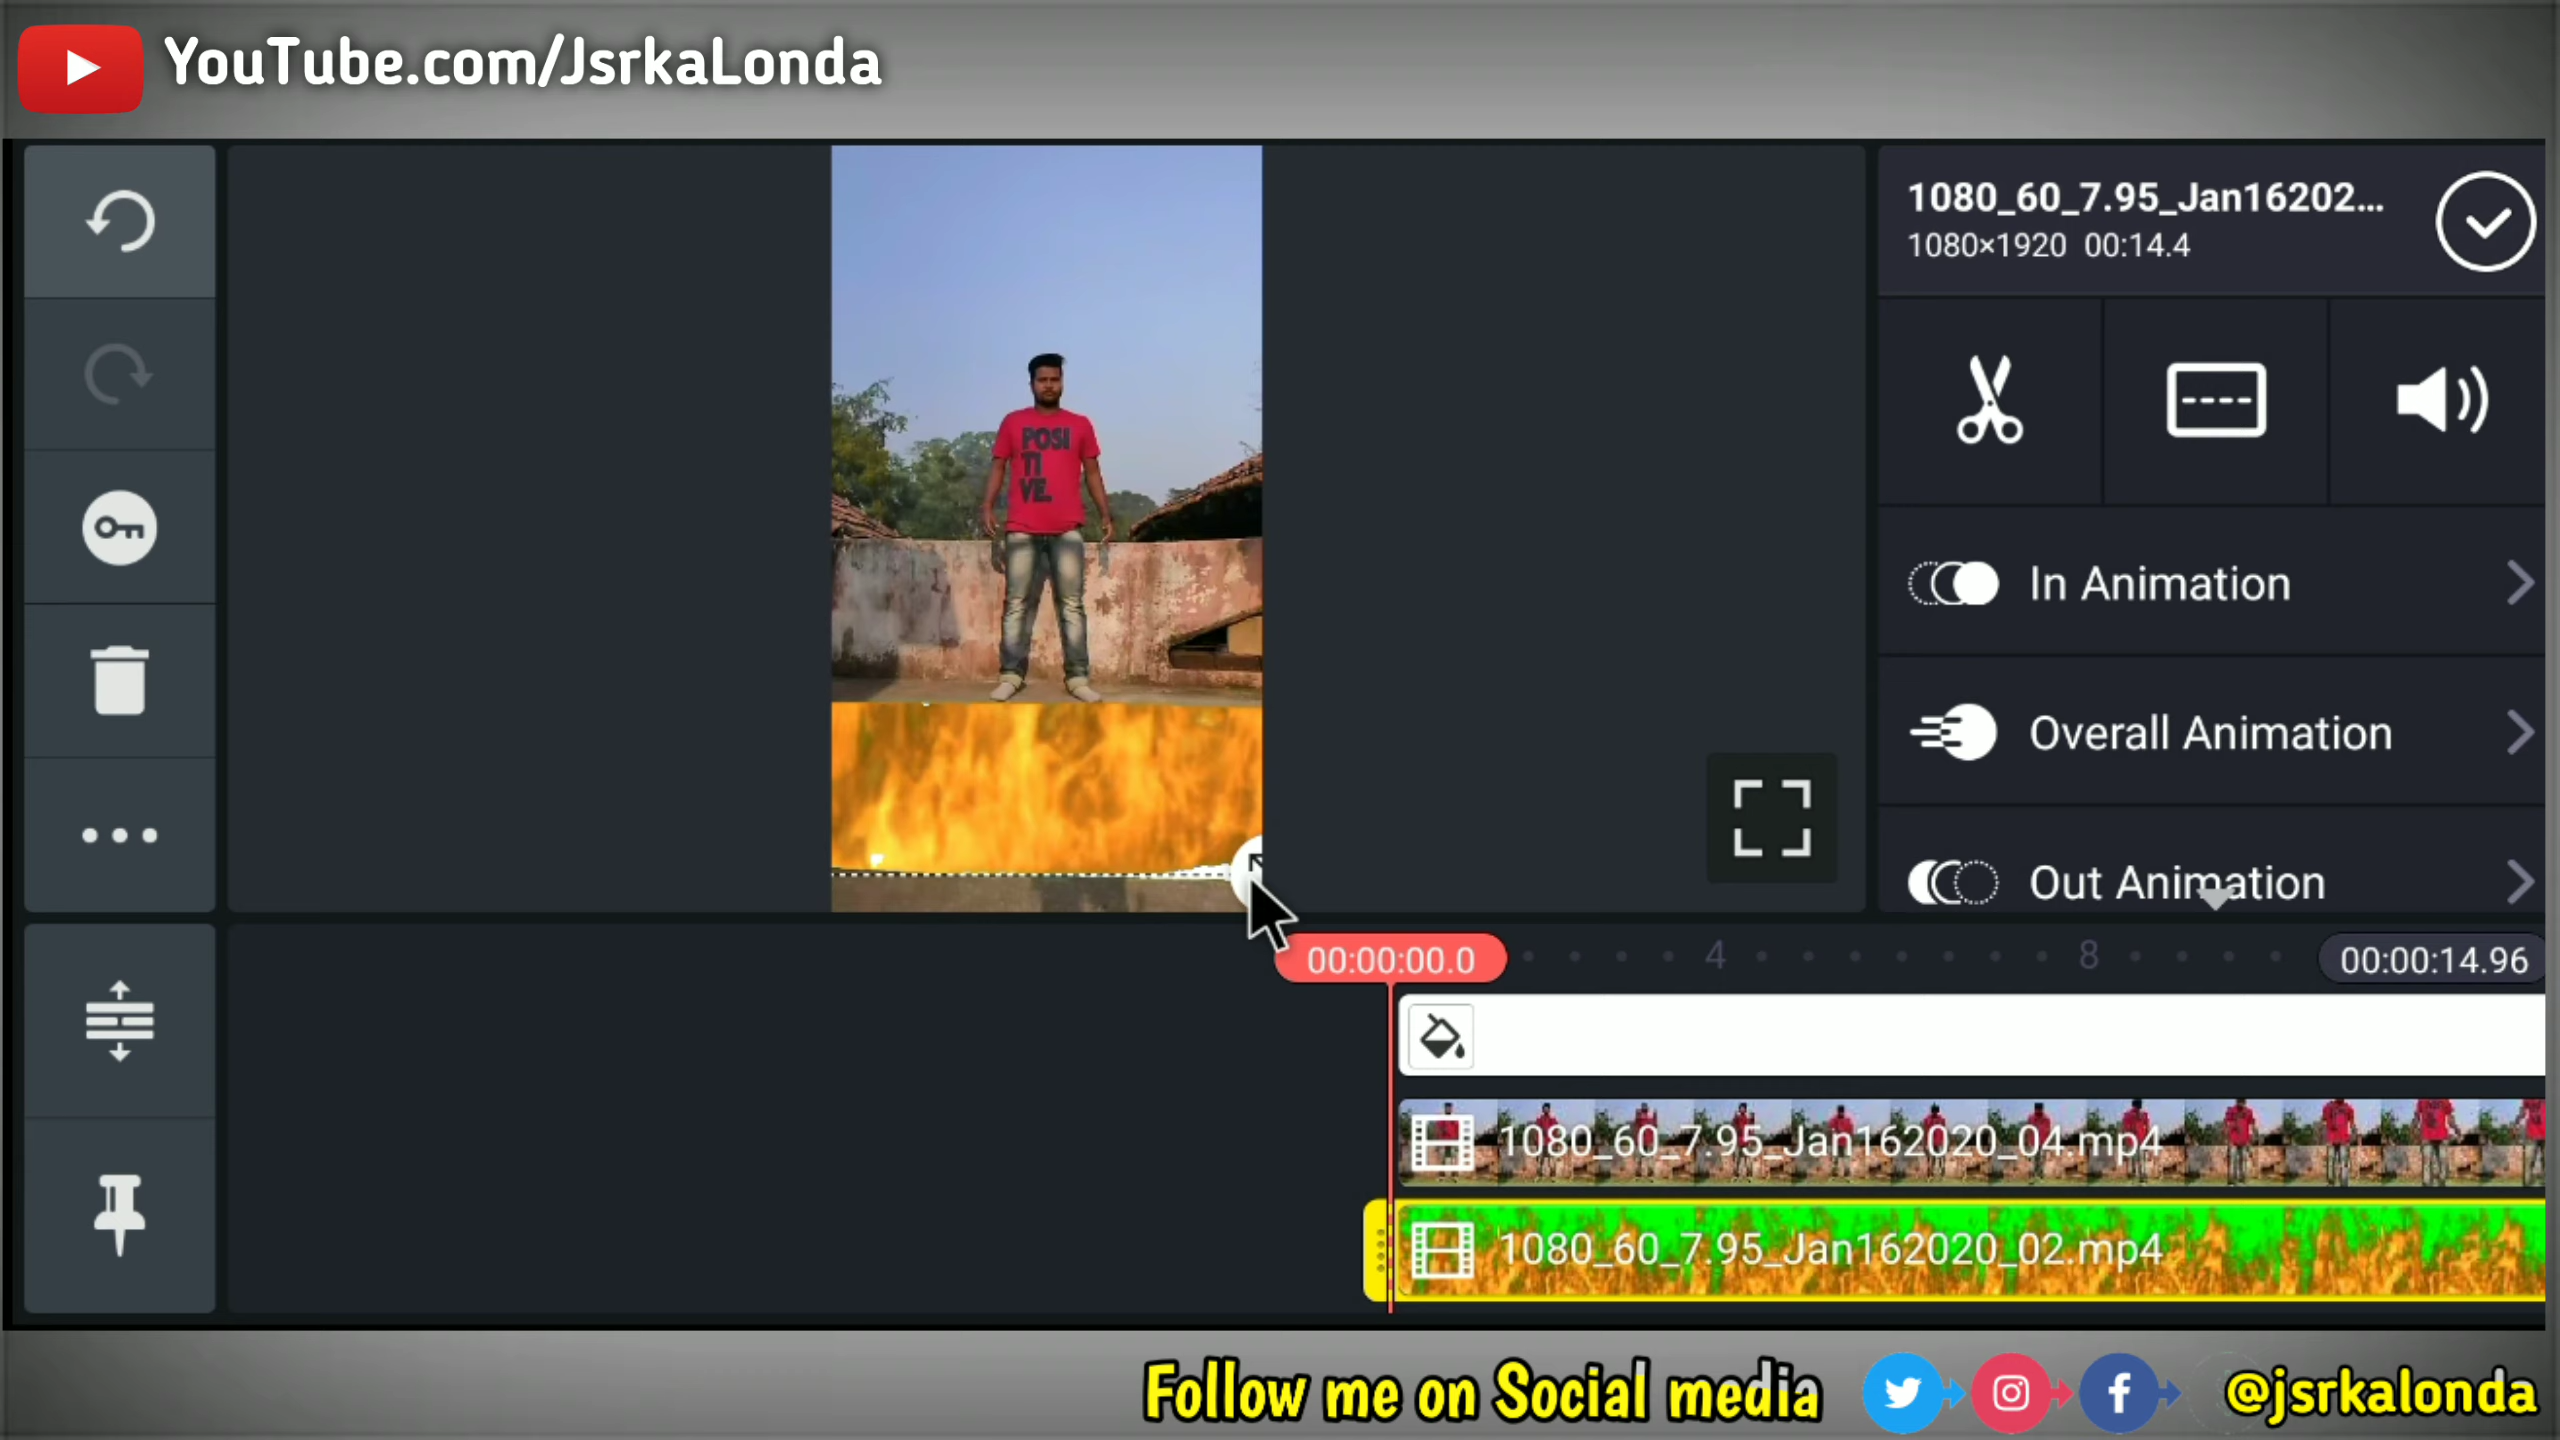 YouTube.com/JsrkaLonda
1080_60_7.95_Jan16202...
1080×1920 00:14.4
POSI
TI
VE.
In Animation
Overall Animation
Out Animation
00:00:00.0
4
8
00:00:14.96
1080_60_7.95_Jan162020_04.mp4
1080_60_7.95_Jan162020_02.mp4
Follow me on Social media
@jsrkalonda